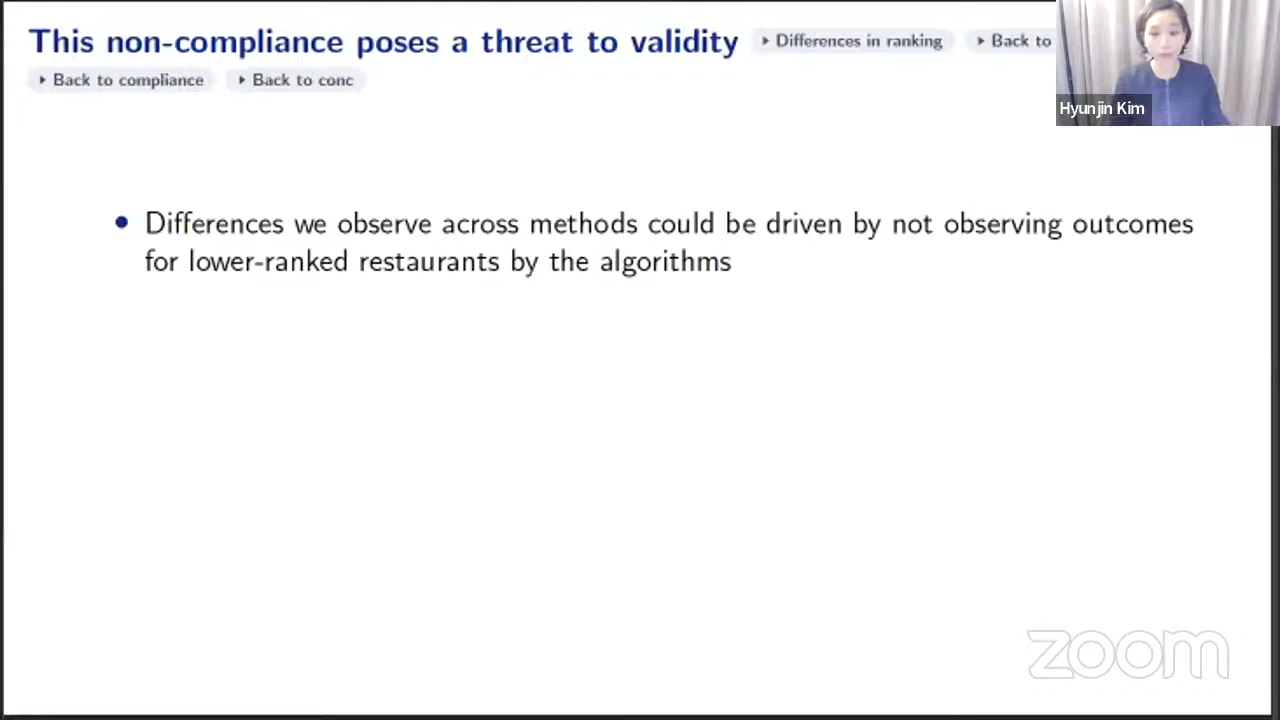 This non-compliance poses a threat to validity
Differences in ranking
Back to
Back to compliance
Back to conc
Hyunjin Kim
Differences we observe across methods could be driven by not observing outcomes
for lower-ranked restaurants by the algorithms
zoom